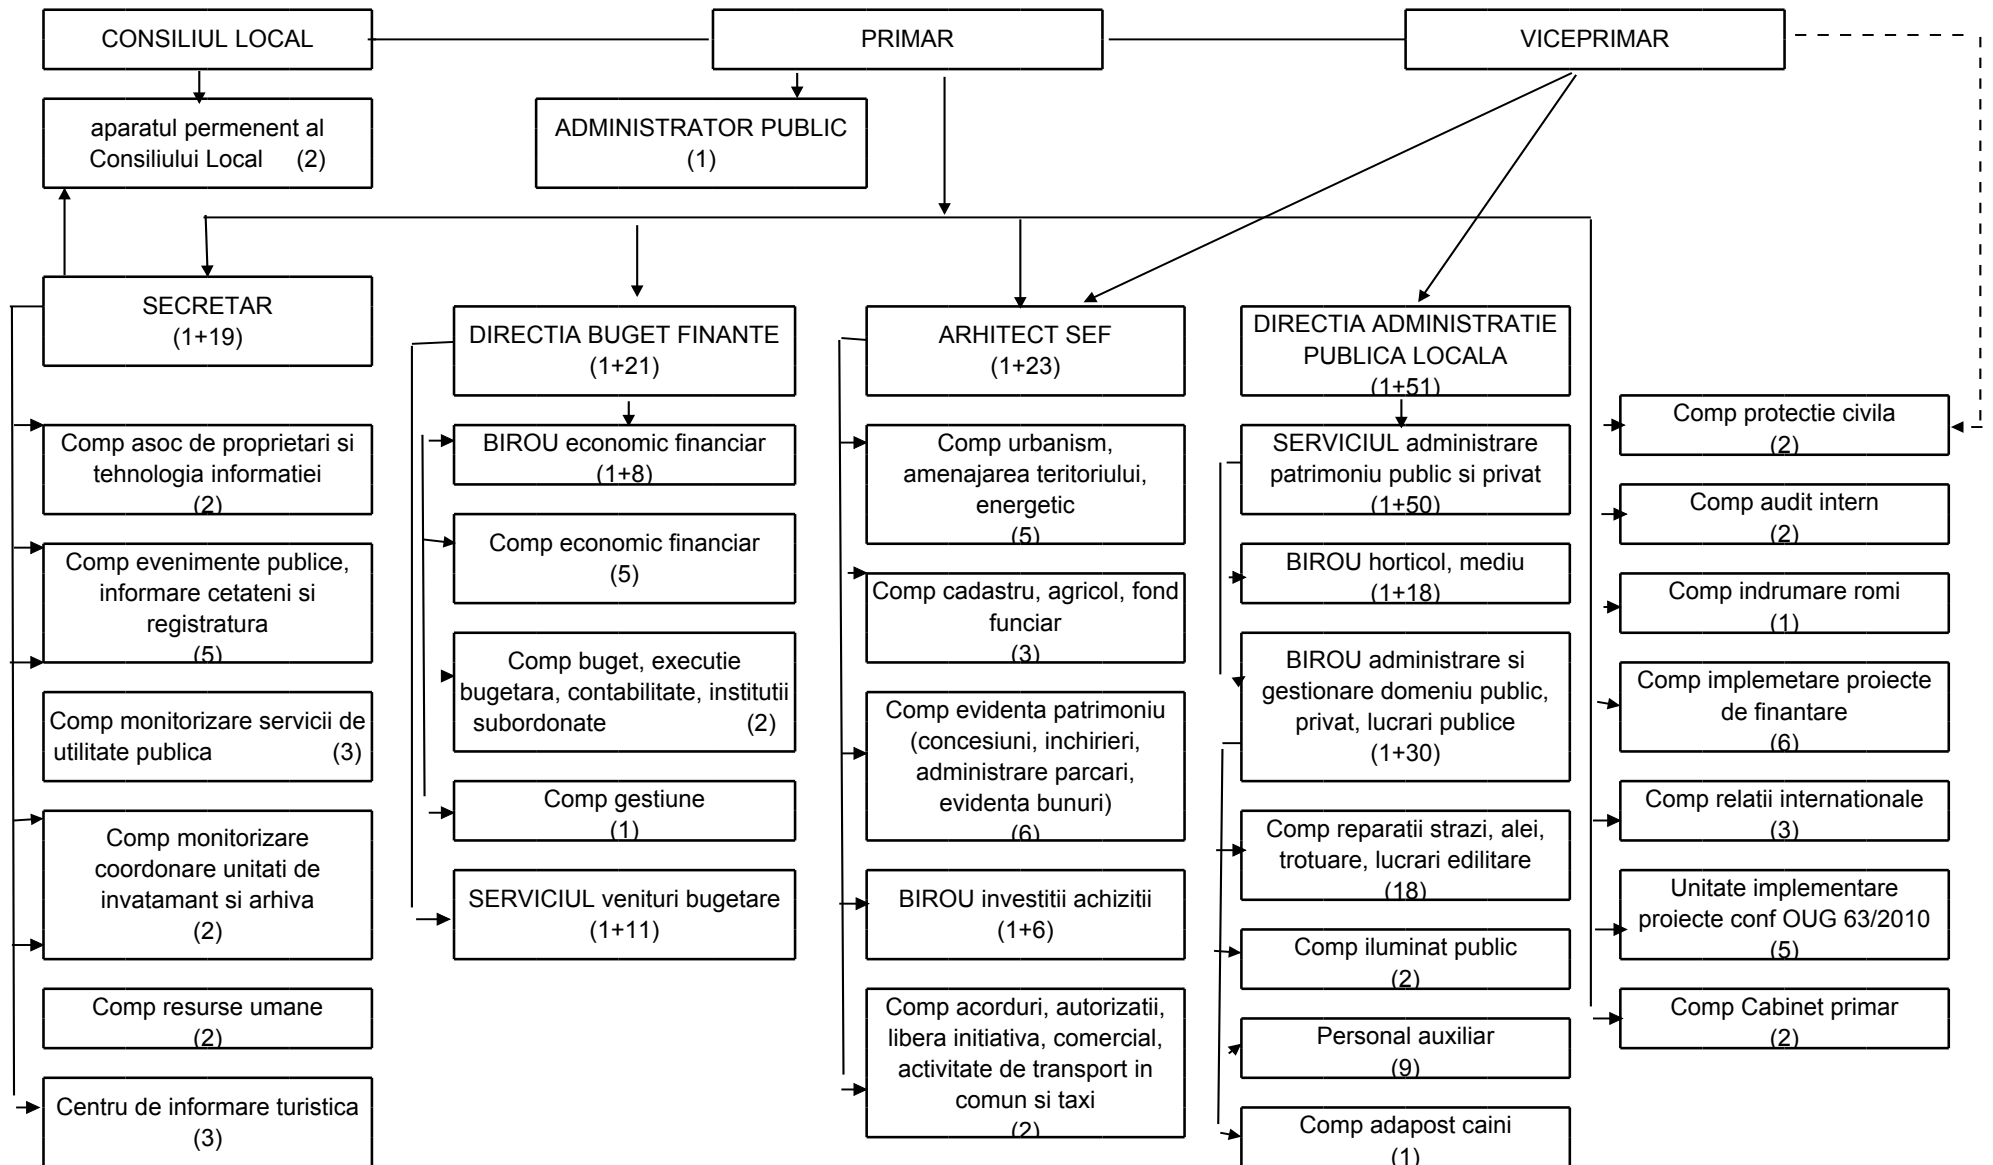 CONSILIUL LOCAL
PRIMAR
VICEPRIMAR
aparatul permenent al
Consiliului Local (2)
ADMINISTRATOR PUBLIC
(1)
SECRETAR
(1+19)
DIRECTIA BUGET FINANTE
(1+21)
ARHITECT SEF
(1+23)
DIRECTIA ADMINISTRATIE
PUBLICA LOCALA
(1+51)
Comp asoc de proprietari si
tehnologia informatiei
(2)
Comp evenimente publice,
informare cetateni si
registratura
(5)
Comp monitorizare servicii de
utilitate publica (3)
Comp monitorizare
coordonare unitati de
invatamant si arhiva
(2)
Comp resurse umane
(2)
Centru de informare turistica
(3)
BIROU economic financiar
(1+8)
Comp economic financiar
(5)
Comp buget, executie
bugetara, contabilitate, institutii
subordonate (2)
Comp gestiune
(1)
SERVICIUL venituri bugetare
(1+11)
Comp urbanism,
amenajarea teritoriului,
energetic
(5)
Comp cadastru, agricol, fond
funciar
(3)
Comp evidenta patrimoniu
(concesiuni, inchirieri,
administrare parcari,
evidenta bunuri)
(6)
BIROU investitii achizitii
(1+6)
Comp acorduri, autorizatii,
libera initiativa, comercial,
activitate de transport in
comun si taxi
(2)
SERVICIUL administrare
patrimoniu public si privat
(1+50)
BIROU horticol, mediu
(1+18)
BIROU administrare si
gestionare domeniu public,
privat, lucrari publice
(1+30)
Comp reparatii strazi, alei,
trotuare, lucrari edilitare
(18)
Comp iluminat public
(2)
Personal auxiliar
(9)
Comp adapost caini
(1)
Comp protectie civila
(2)
Comp audit intern
(2)
Comp indrumare romi
(1)
Comp implemetare proiecte
de finantare
(6)
Comp relatii internationale
(3)
Unitate implementare
proiecte conf OUG 63/2010
(5)
Comp Cabinet primar
(2)